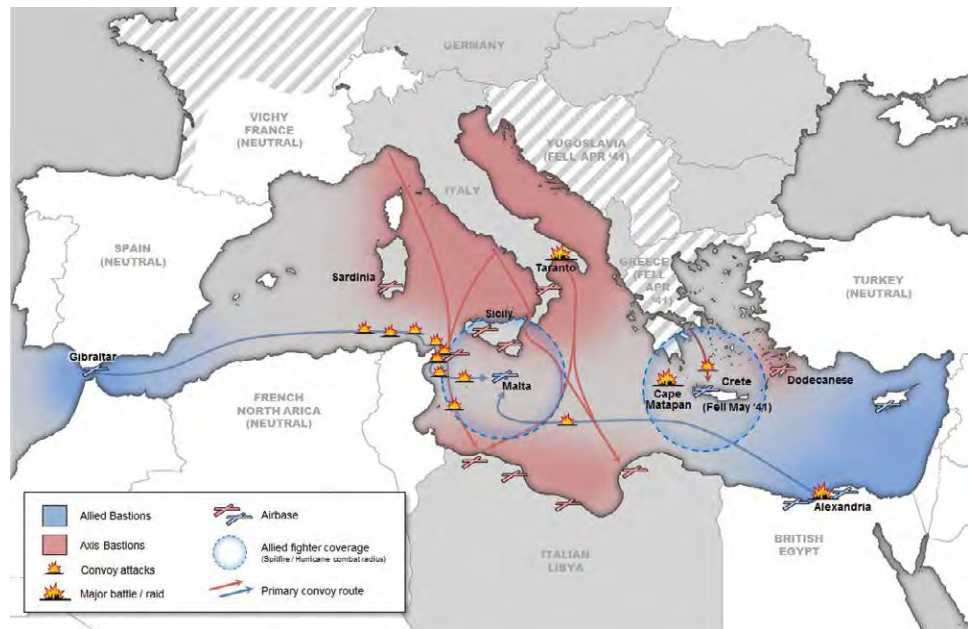 GERMANY
VICHY
FRANCE
(NEUTRAL)
YUGOSLAVIA
(FELL APR '41)
ITALY
SPAIN
(NEUTRAL)
Sardinia
Taranto
GREECE
(FELL
APR
'41)
TURKEY
(NEUTRAL)
Sicily
Gibraltar
Malta
Cape
Matapan
Crete
(Fell May '41)
Dodecanese
FRENCH
NORTH ARICA
(NEUTRAL)
Alexandria
BRITISH
EGYPT
ITALIAN
LIBYA
Allied Bastions
Axis Bastions
Convoy attacks
Major battle / raid
Airbase
Allied fighter coverage
(Spitfire / Hurricane combat radius)
Primary convoy route